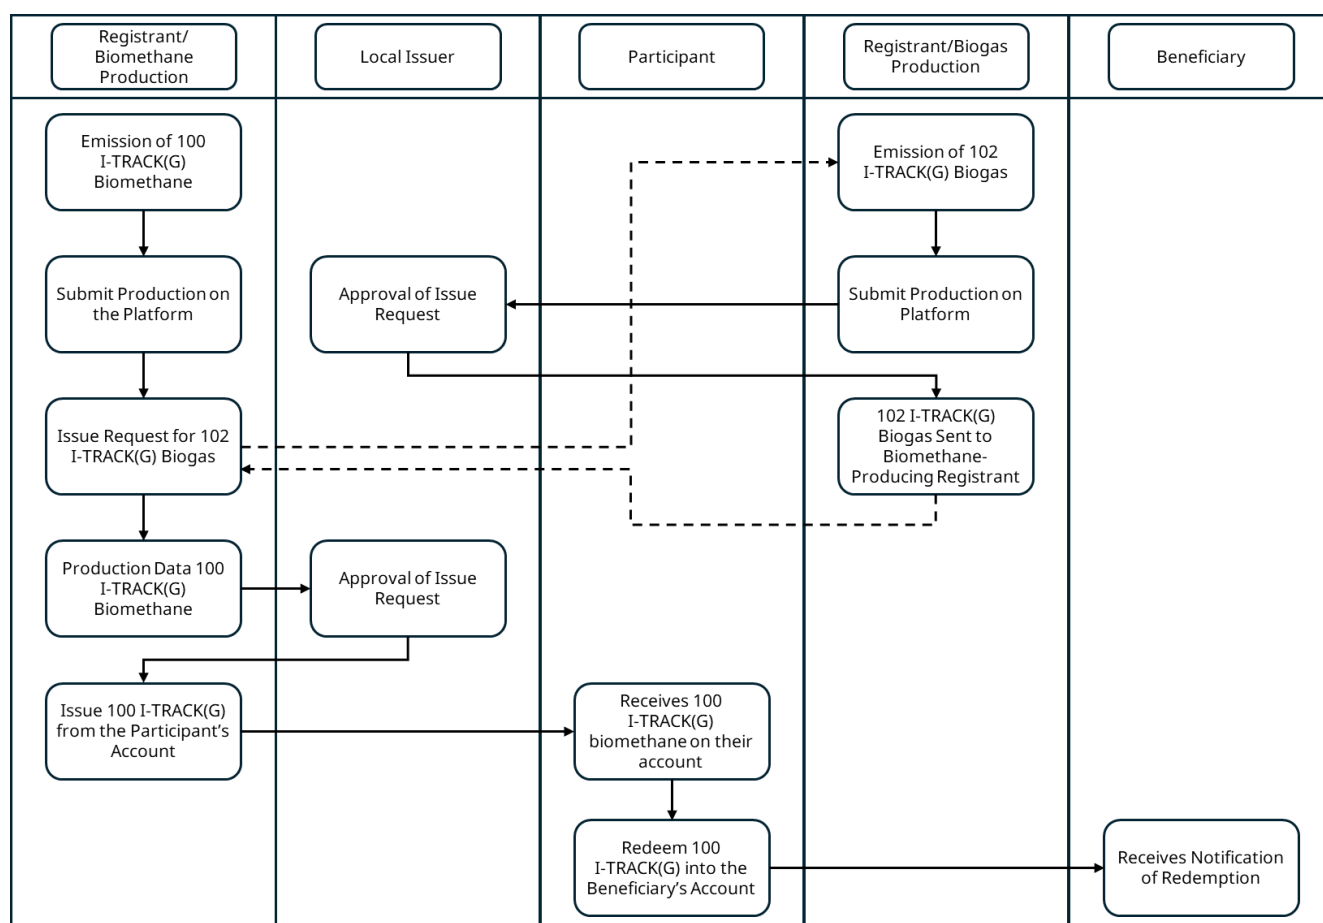 Registrant/
Biomethane
Production
Local Issuer
Participant
Registrant/Biogas
Production
Beneficiary
Emission of 100
I-TRACK(G)
Biomethane
Emission of 102
I-TRACK(G) Biogas
Submit Production on
the Platform
Approval of Issue
Request
Submit Production on
Platform
Issue Request for 102
I-TRACK(G) Biogas
102 I-TRACK(G)
Biogas Sent to
Biomethane-
Producing Registrant
Production Data 100
I-TRACK(G)
Biomethane
Approval of Issue
Request
Issue 100 I-TRACK(G)
from the Participant’s
Account
Receives 100
I-TRACK(G)
biomethane on their
account
Redeem 100
I-TRACK(G) into the
Beneficiary’s Account
Receives Notification
of Redemption